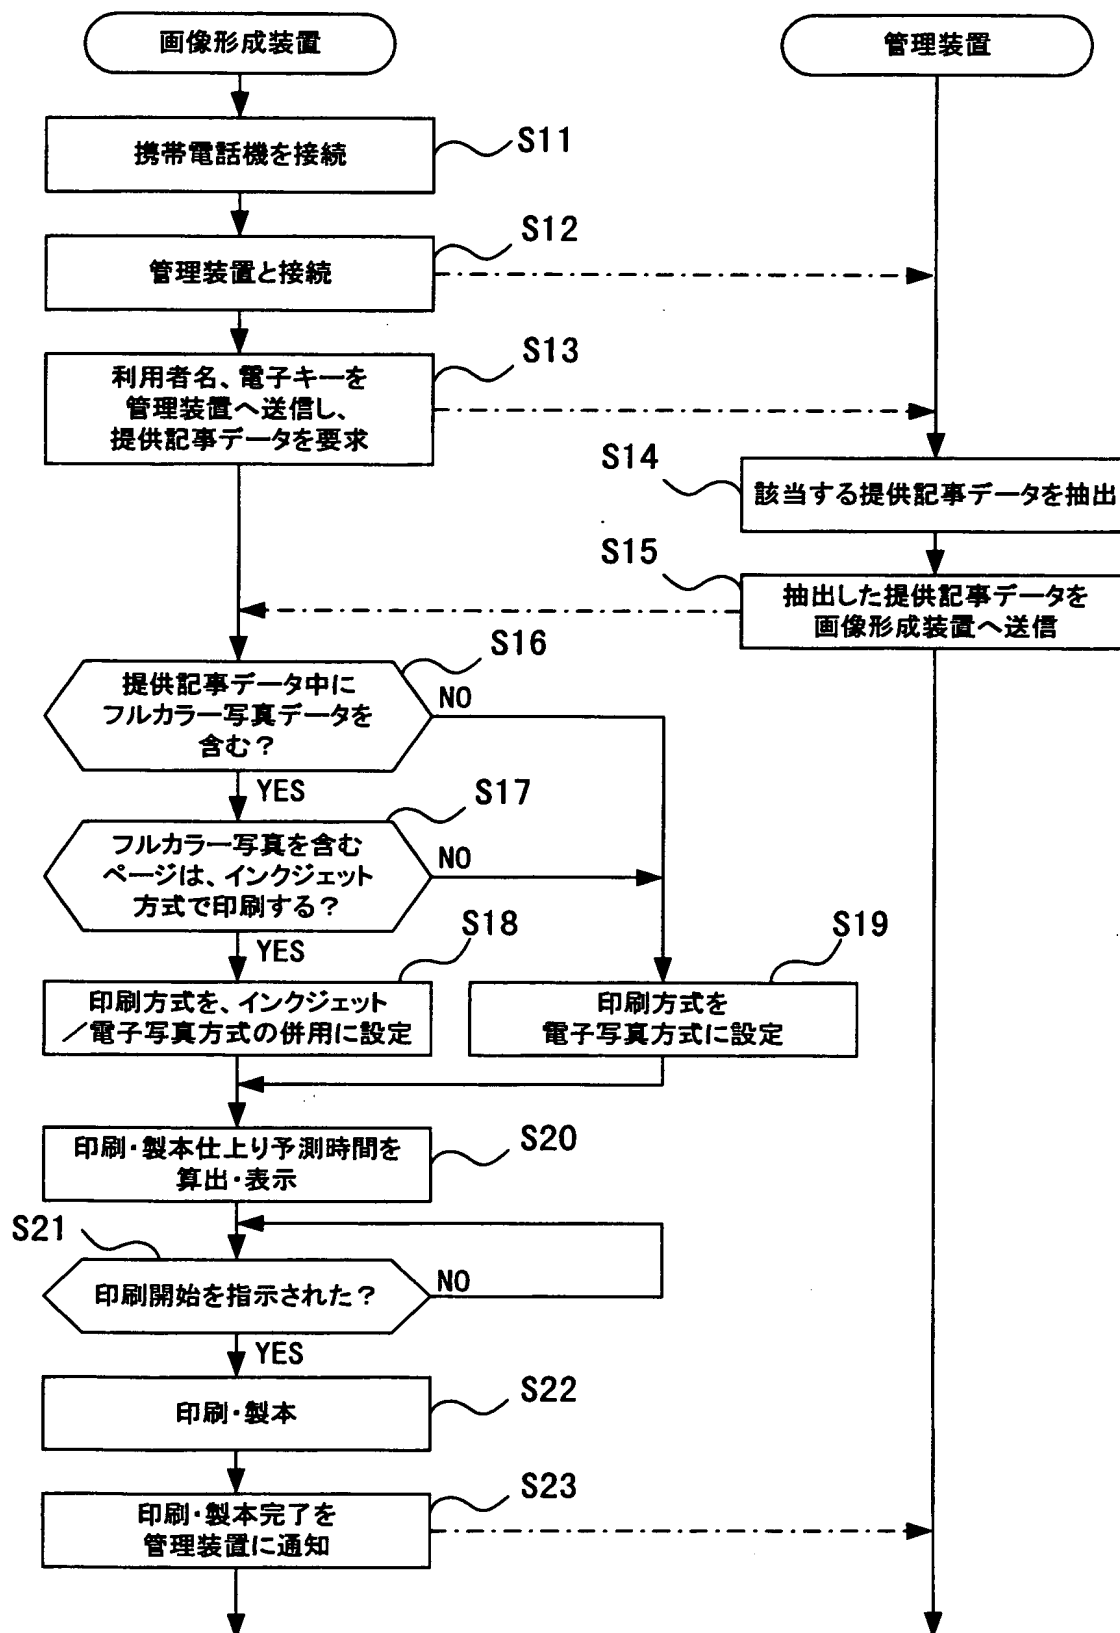 画像形成装置
管理装置
携帯電話機を接続
S11
管理装置と接続
S12
利用者名、電子キーを
管理装置へ送信し、
提供記事データを要求
S13
S14
該当する提供記事データを抽出
S15
抽出した提供記事データを
画像形成装置へ送信
S16
提供記事データ中に
フルカラー写真データを
含む？
NO
YES
S17
フルカラー写真を含む
ページは、インクジェット
方式で印刷する？
NO
YES
S18
印刷方式を、インクジェット
／電子写真方式の併用に設定
S19
印刷方式を
電子写真方式に設定
印刷・製本仕上り予測時間を
算出・表示
S20
S21
印刷開始を指示された？
NO
YES
印刷・製本
S22
印刷・製本完了を
管理装置に通知
S23